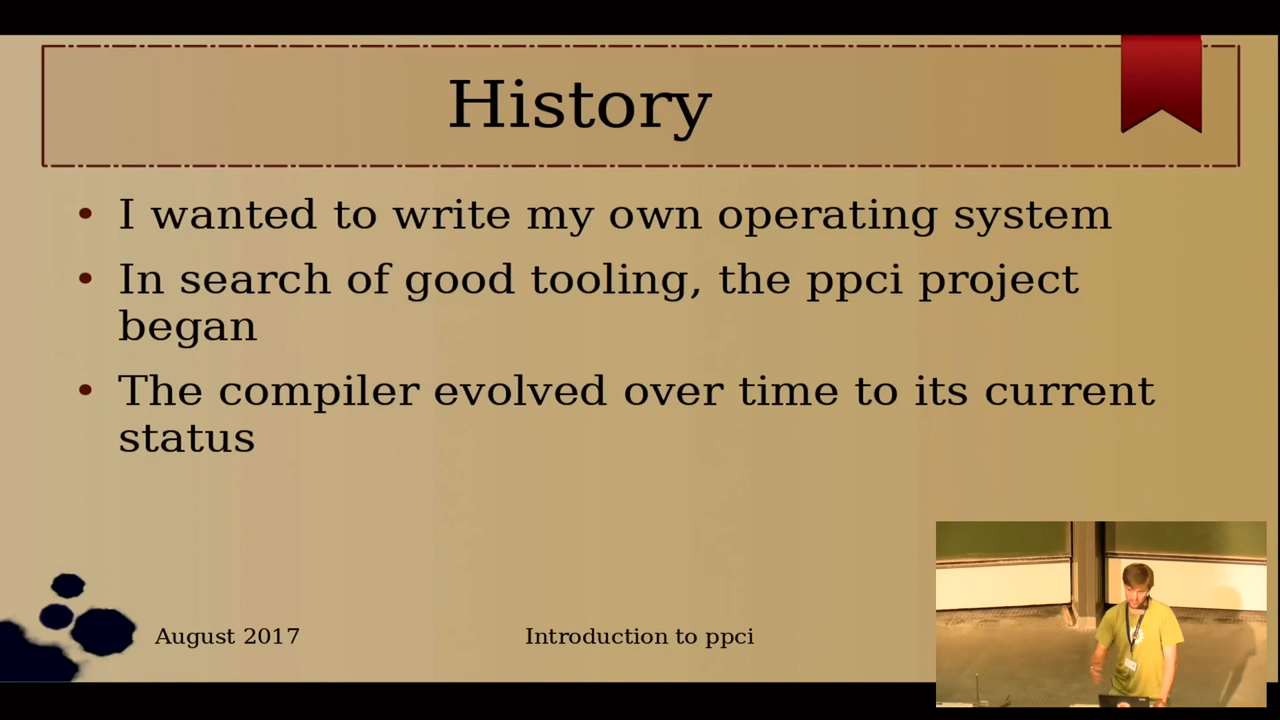 History
• I wanted to write my own operating system
• In search of good tooling, the ppci project
began
• The compiler evolved over time to its current
status
August 2017
Introduction to ppci